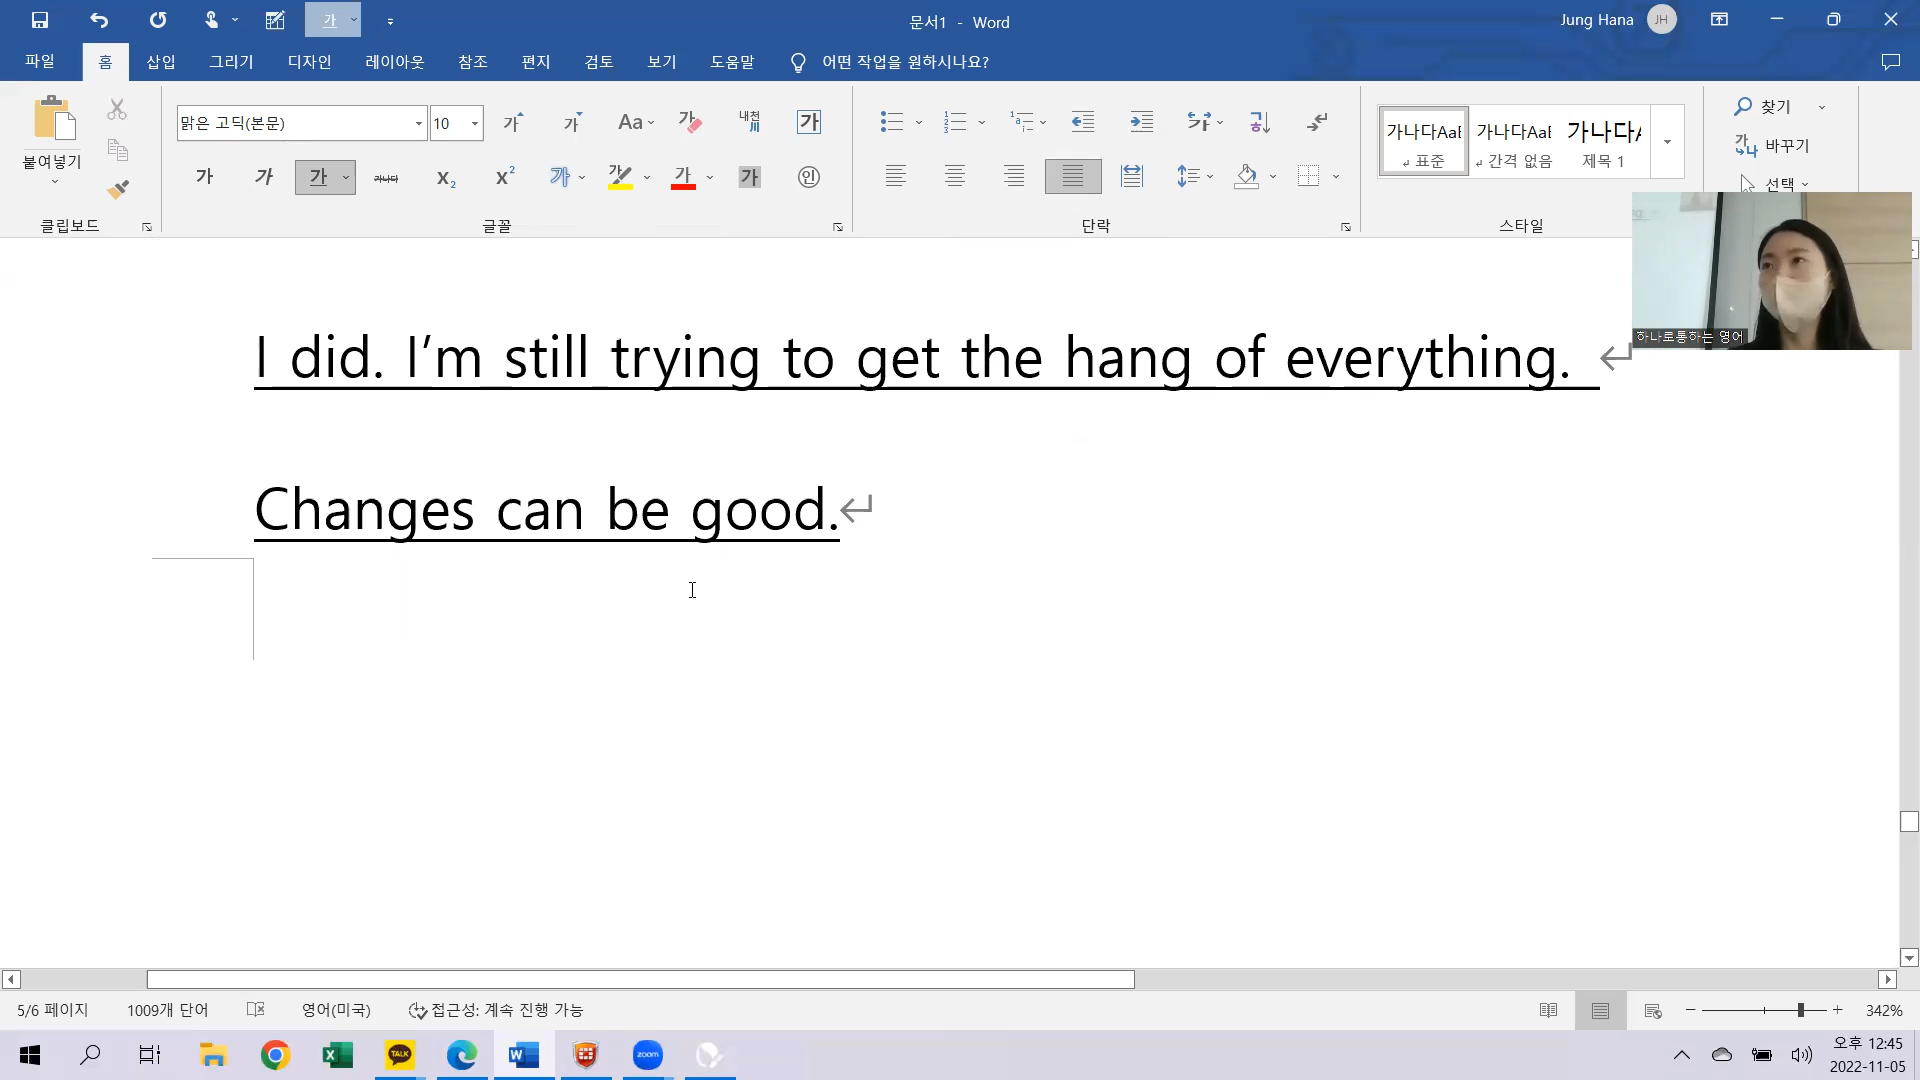 문서1 - Word
Jung Hana JH
파일 홈 삽입 그리기 디자인 레이아웃 참조 편지 검토 보기 도움말 어떤 작업을 원하시나요?
붙여넣기
클립보드
맑은 고딕(본문) 10
글꼴
단락
가나다AaB 가나다AaB 가나다A
표준 간격 없음 제목 1
스타일
찾기
바꾸기
선택
하나로통하는 영어
I did. I’m still trying to get the hang of everything.
Changes can be good.
5/6 페이지 1009개 단어 영어(미국) 접근성: 계속 진행 가능 342%
TALK zoom
오후 12:45
2022-11-05